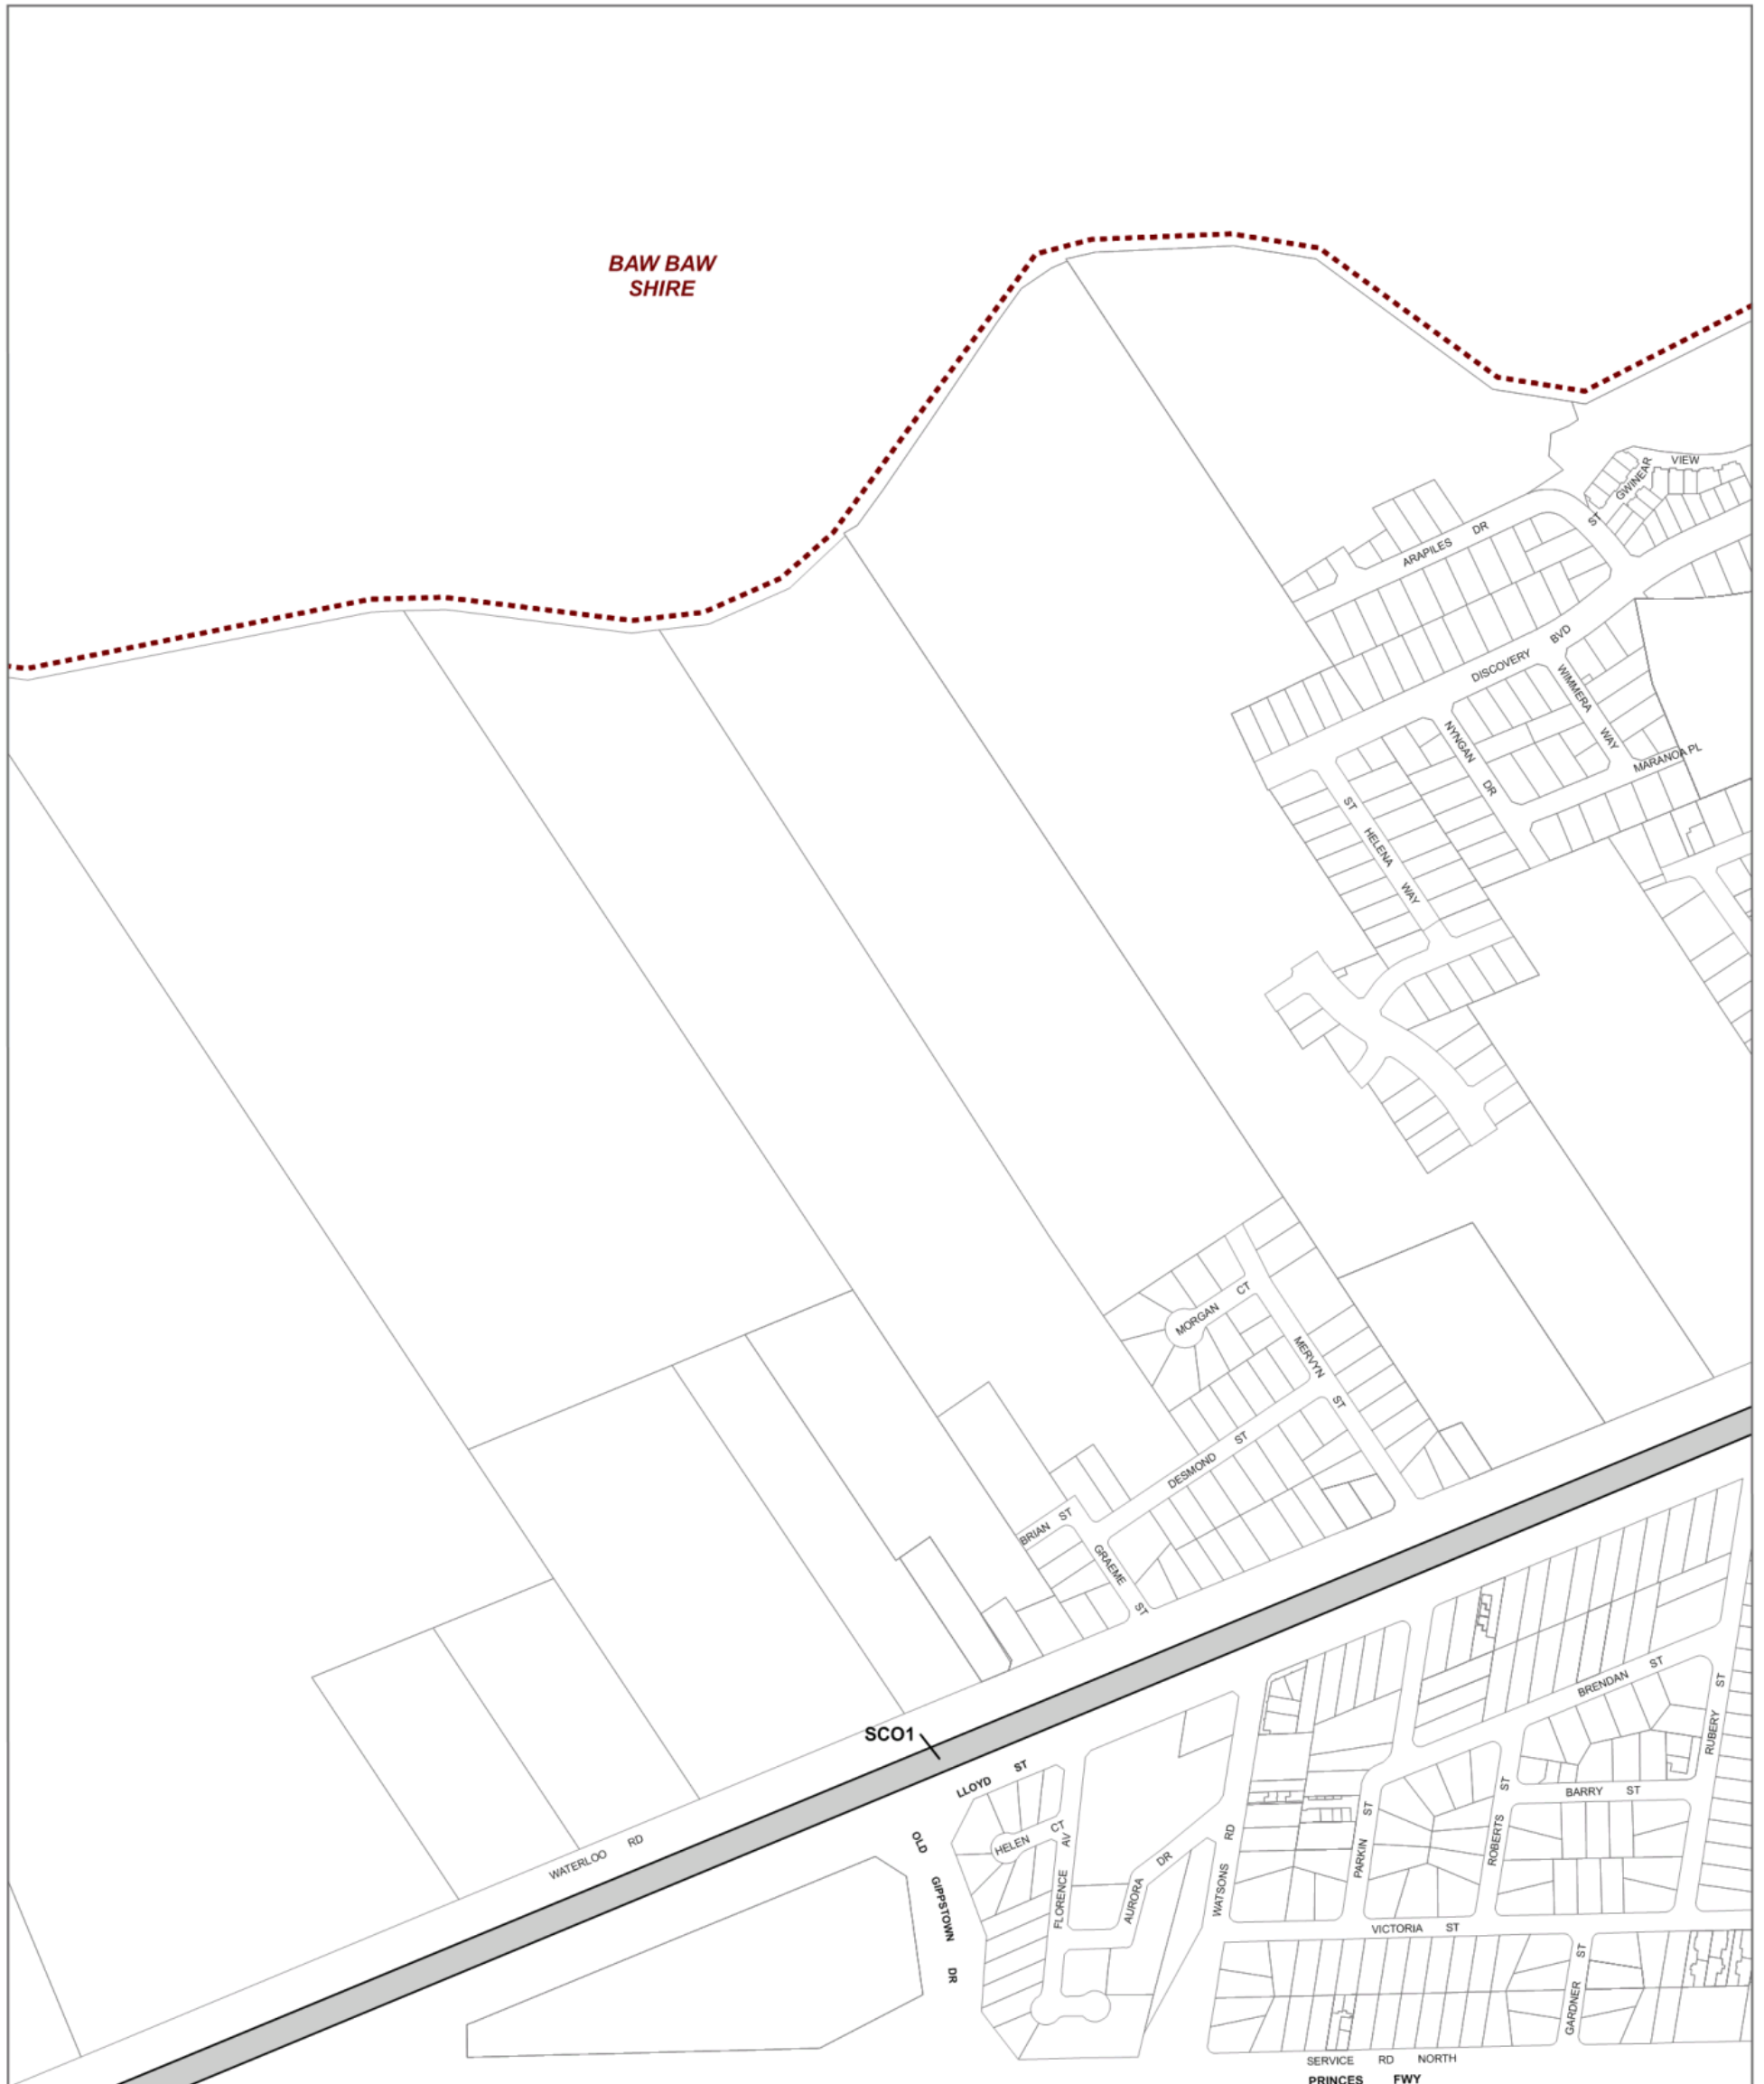 BAW BAW
SHIRE
VIEW
GWINEAR
ST
ARAPILES DR
DISCOVERY BVD
WIMMERA WAY
NYNGAN DR
MARANOA PL
ST HELENA WAY
MORGAN CT
MERVYN ST
DESMOND ST
BRIAN ST
GRAEME ST
BRENDAN ST
RUBERY ST
SCO1
LLOYD ST
BARRY ST
OLD GIPPSTOWN DR
HELEN CT
WATERLOO RD
FLORENCE AV
AURORA DR
WATSONS RD
PARKIN ST
ROBERTS ST
VICTORIA ST
GARDNER ST
SERVICE RD NORTH
PRINCES FWY